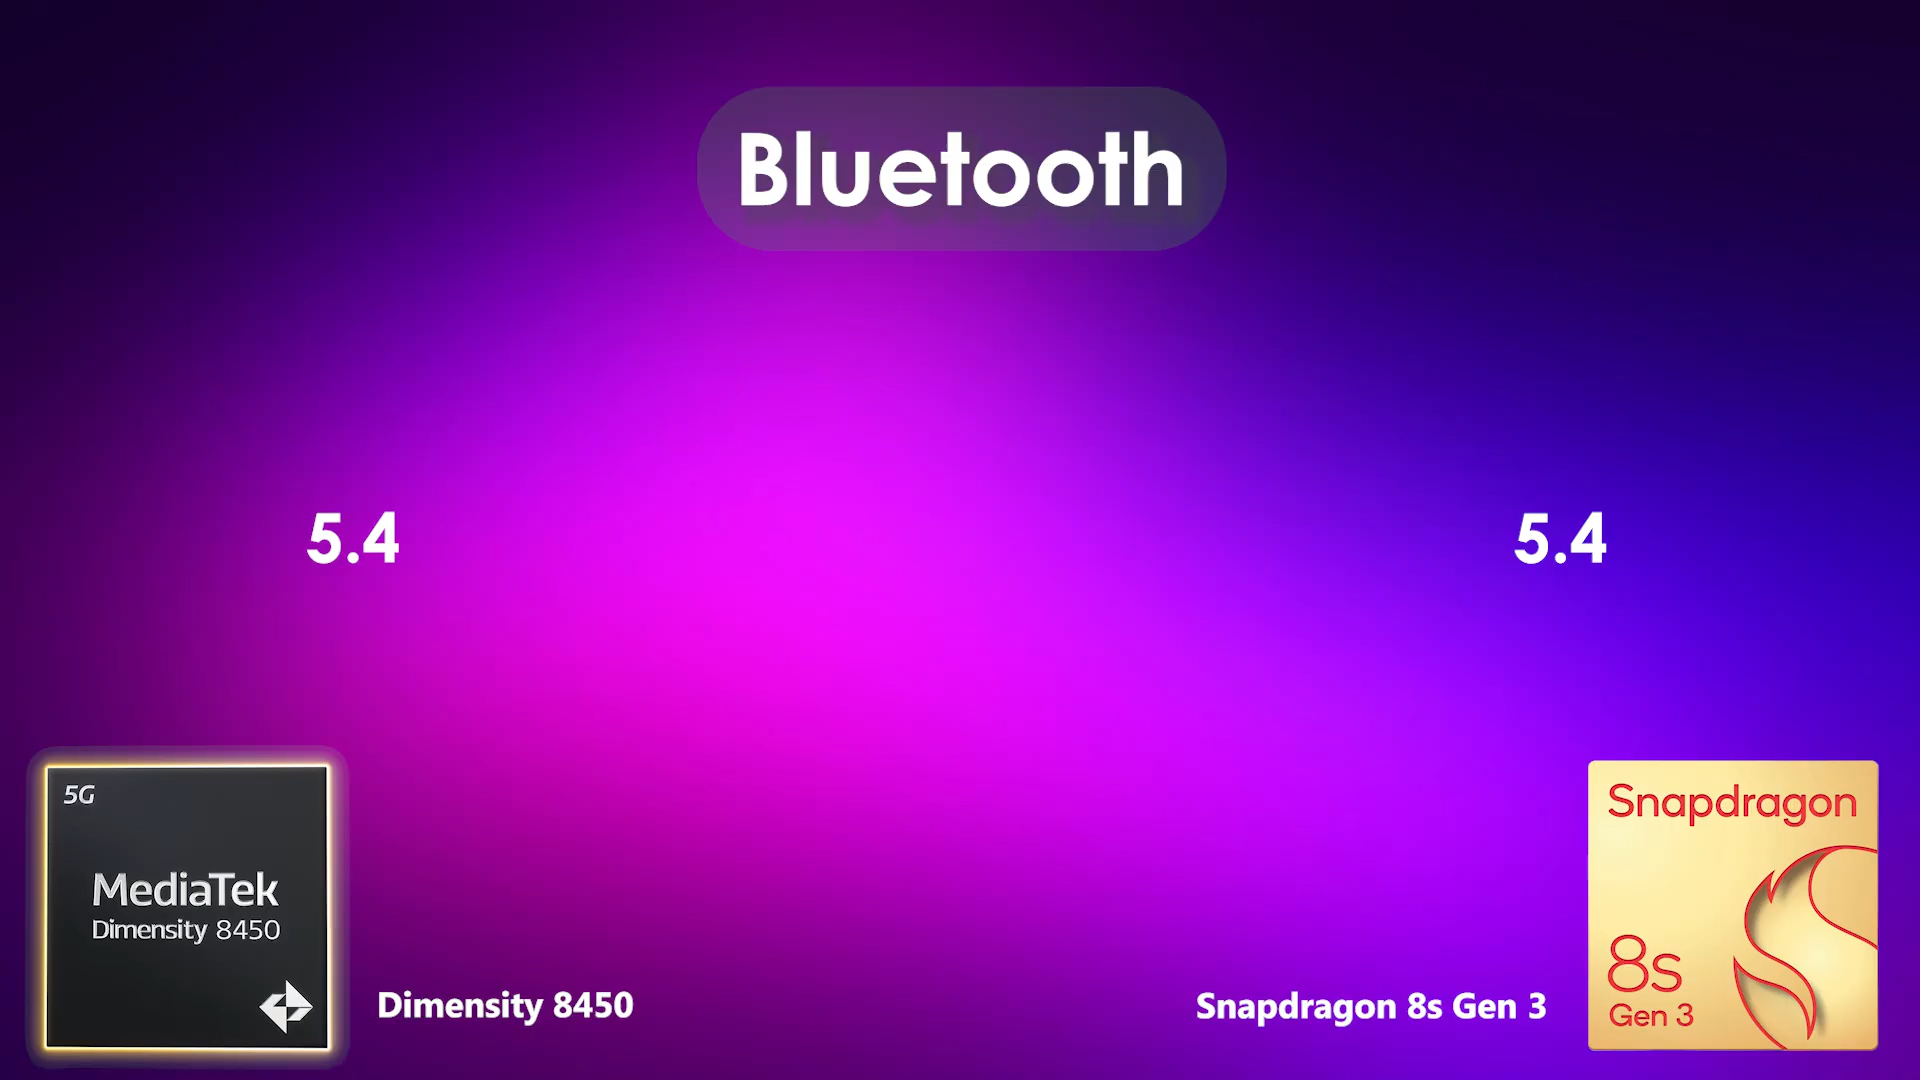 Bluetooth
5.4
5.4
5G
MediaTek
Dimensity 8450
Dimensity 8450
Snapdragon 8s Gen 3
Snapdragon
8s
Gen 3